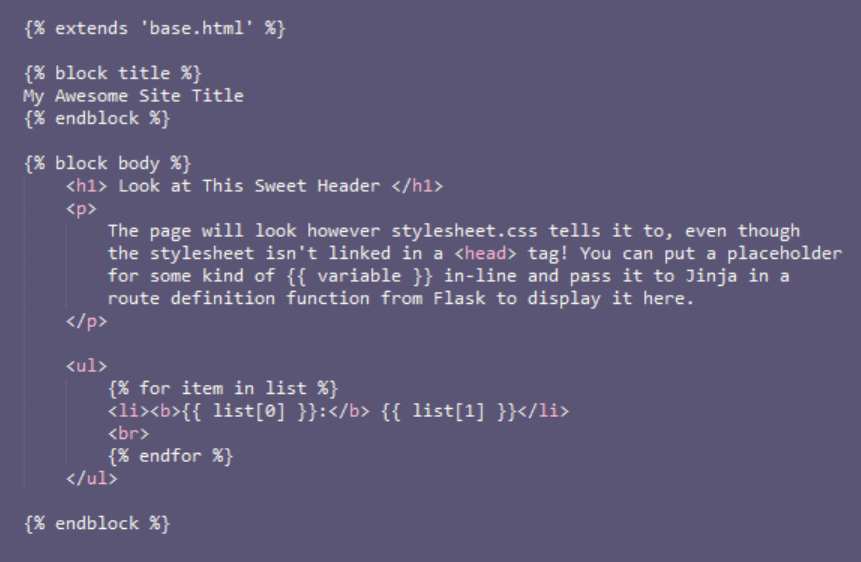 {% extends 'base.html' %}
{% block title %}
My Awesome Site Title
{% endblock %}
{% block body %}
<h1> Look at This Sweet Header </h1>
<p>
The page will look however stylesheet.css tells it to, even though
the stylesheet isn't linked in a <head> tag! You can put a placeholder
for some kind of {{ variable }} in-line and pass it to Jinja in a
route definition function from Flask to display it here.
</p>
<ul>
{% for item in list %}
<li><b>{{ list[0] }}:</b> {{ list[1] }}</li>
<br>
{% endfor %}
</ul>
{% endblock %}